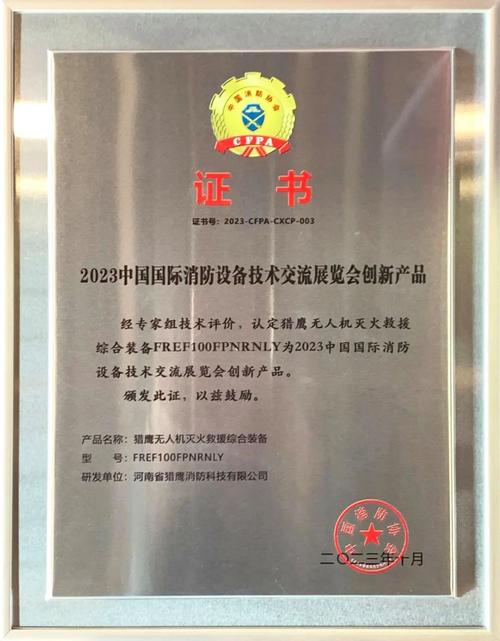 中国消防协会
CFPA
证书
证书号：2023-CFPA-CXCP-003
2023中国国际消防设备技术交流展览会创新产品
经专家组技术评价，认定猎鹰无人机灭火救援
综合装备FREF100FPNRNLY为2023中国国际消防
设备技术交流展览会创新产品。
颁发此证，以兹鼓励。
产品名称：猎鹰无人机灭火救援综合装备
型 号：FREF100FPNRNLY
研发单位：河南省猎鹰消防科技有限公司
中国消防协会
二〇二三年十月